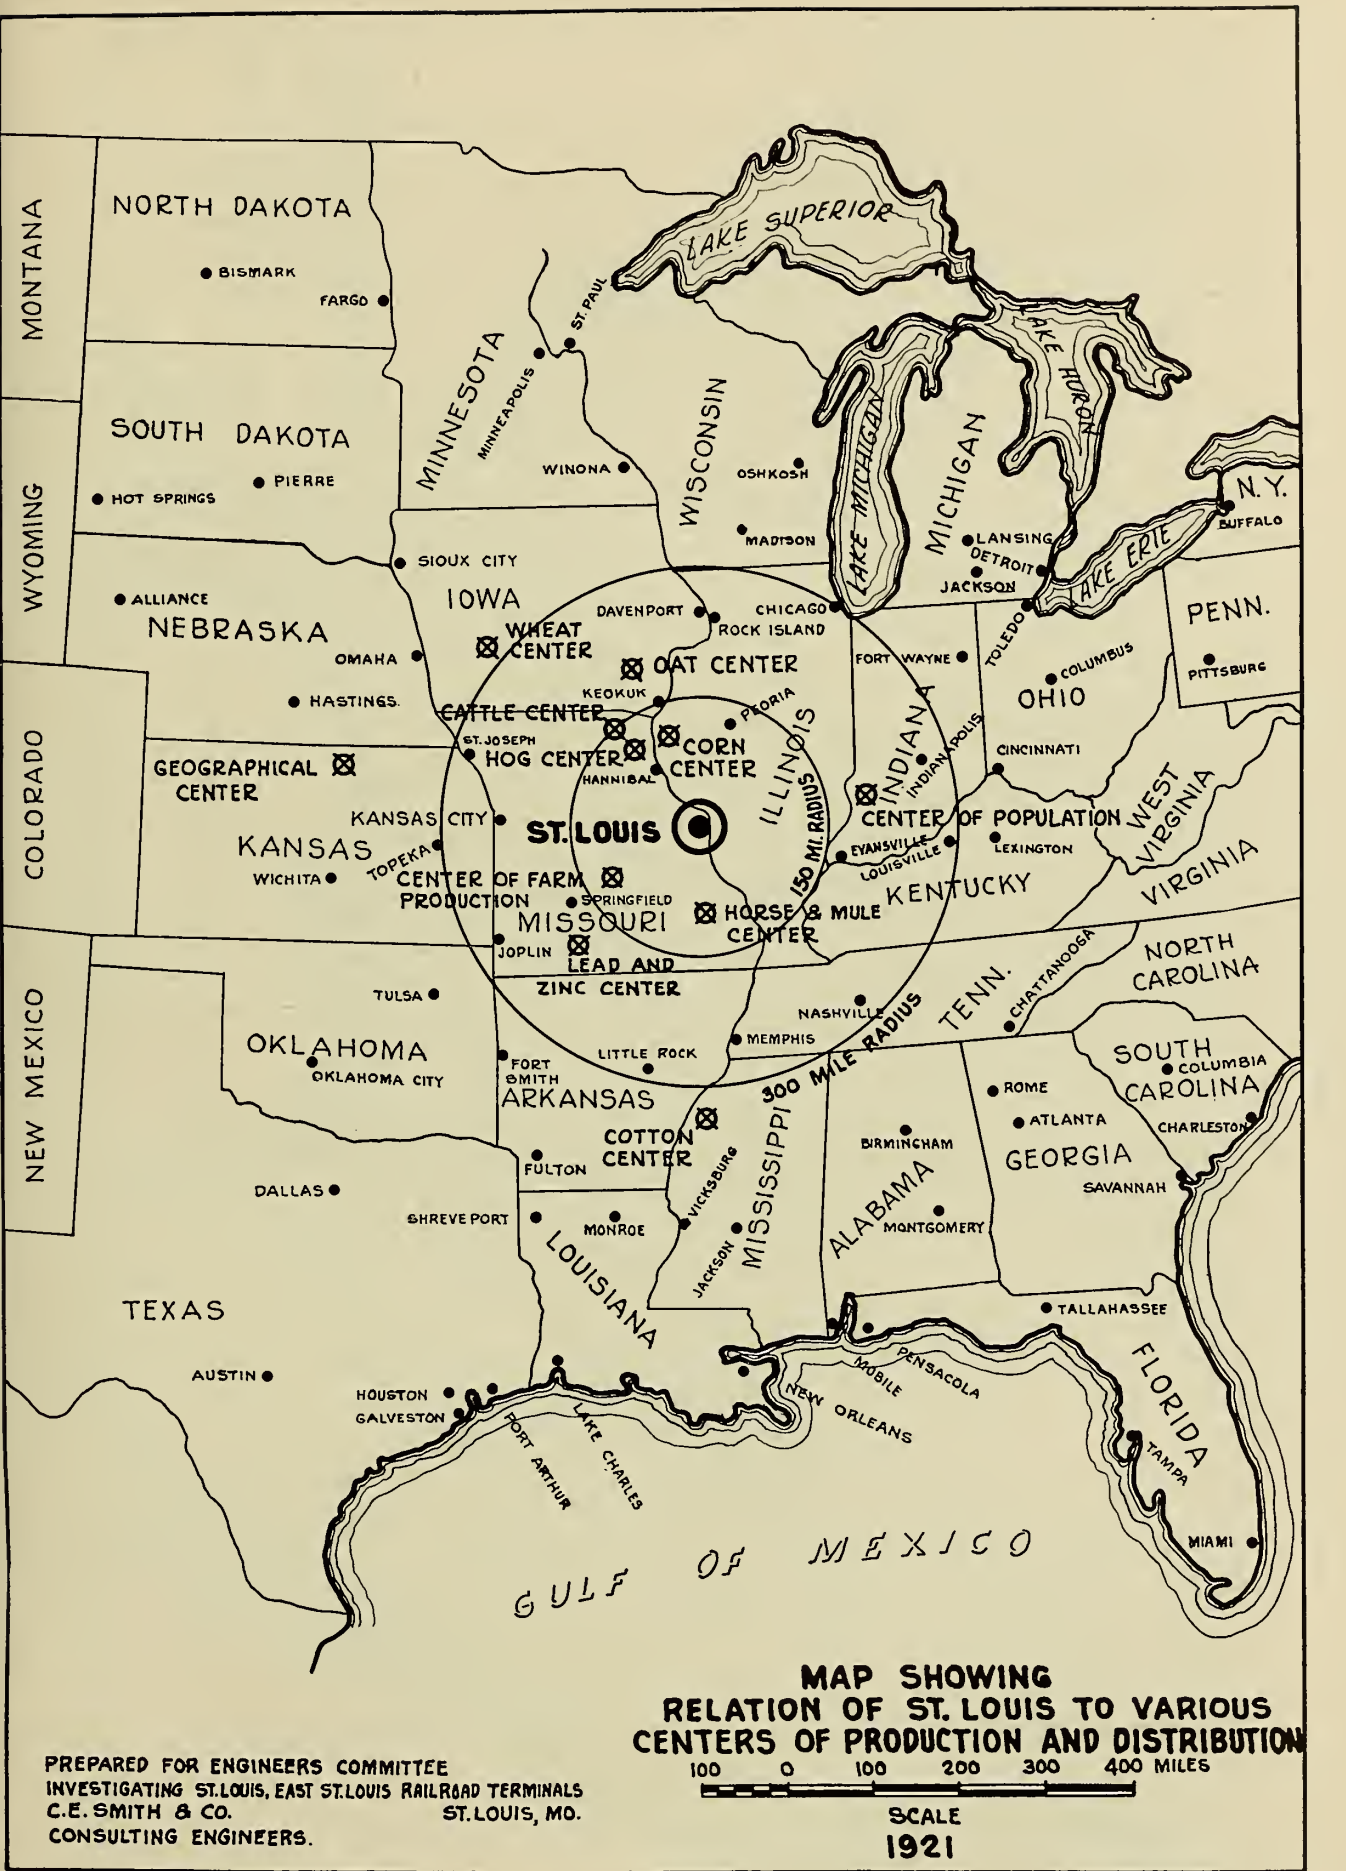 MONTANA
NORTH DAKOTA
BISMARK
FARGO
LAKE SUPERIOR
ST. PAUL
MINNESOTA
MINNEAPOLIS
WINONA
WISCONSIN
OSHKOSH
MADISON
LAKE MICHIGAN
LAKE HURON
MICHIGAN
LANSING
DETROIT
JACKSON
LAKE ERIE
N.Y.
BUFFALO
WYOMING
SOUTH DAKOTA
PIERRE
HOT SPRINGS
SIOUX CITY
IOWA
ALLIANCE
NEBRASKA
OMAHA
HASTINGS.
WHEAT
CENTER
DAVENPORT
ROCK ISLAND
CHICAGO
OAT CENTER
KEOKUK
PEORIA
FORT WAYNE
TOLEDO
COLUMBUS
OHIO
PENN.
PITTSBURG
CATTLE CENTER
ST. JOSEPH
HOG CENTER
HANNIBAL
CORN
CENTER
ILLINOIS
INDIANA
INDIANAPOLIS
CINCINNATI
WEST
VIRGINIA
COLORADO
GEOGRAPHICAL
CENTER
KANSAS CITY
KANSAS
TOPEKA
WICHITA
ST. LOUIS
150 MI. RADIUS
CENTER OF POPULATION
EVANSVILLE
LOUISVILLE
LEXINGTON
KENTUCKY
VIRGINIA
CENTER OF FARM
PRODUCTION
SPRINGFIELD
MISSOURI
HORSE & MULE
CENTER
JOPLIN
LEAD AND
ZINC CENTER
NORTH
CAROLINA
TENN.
CHATTANOOGA
NASHVILLE
MEMPHIS
300 MILE RADIUS
NEW MEXICO
TULSA
OKLAHOMA
OKLAHOMA CITY
FORT
SMITH
LITTLE ROCK
ARKANSAS
COTTON
CENTER
FULTON
SOUTH
CAROLINA
COLUMBIA
CHARLESTON
ROME
ATLANTA
GEORGIA
SAVANNAH
BIRMINGHAM
ALABAMA
MONTGOMERY
MISSISSIPPI
VICKSBURG
JACKSON
DALLAS
SHREVEPORT
MONROE
LOUISIANA
TEXAS
AUSTIN
HOUSTON
GALVESTON
PORT ARTHUR
LAKE CHARLES
NEW ORLEANS
MOBILE
PENSACOLA
TALLAHASSEE
FLORIDA
TAMPA
MIAMI
GULF OF MEXICO
MAP SHOWING
RELATION OF ST. LOUIS TO VARIOUS
CENTERS OF PRODUCTION AND DISTRIBUTION
100 0 100 200 300 400 MILES
SCALE
1921
PREPARED FOR ENGINEERS COMMITTEE
INVESTIGATING ST. LOUIS, EAST ST. LOUIS RAILROAD TERMINALS
C.E. SMITH & CO. ST. LOUIS, MO.
CONSULTING ENGINEERS.